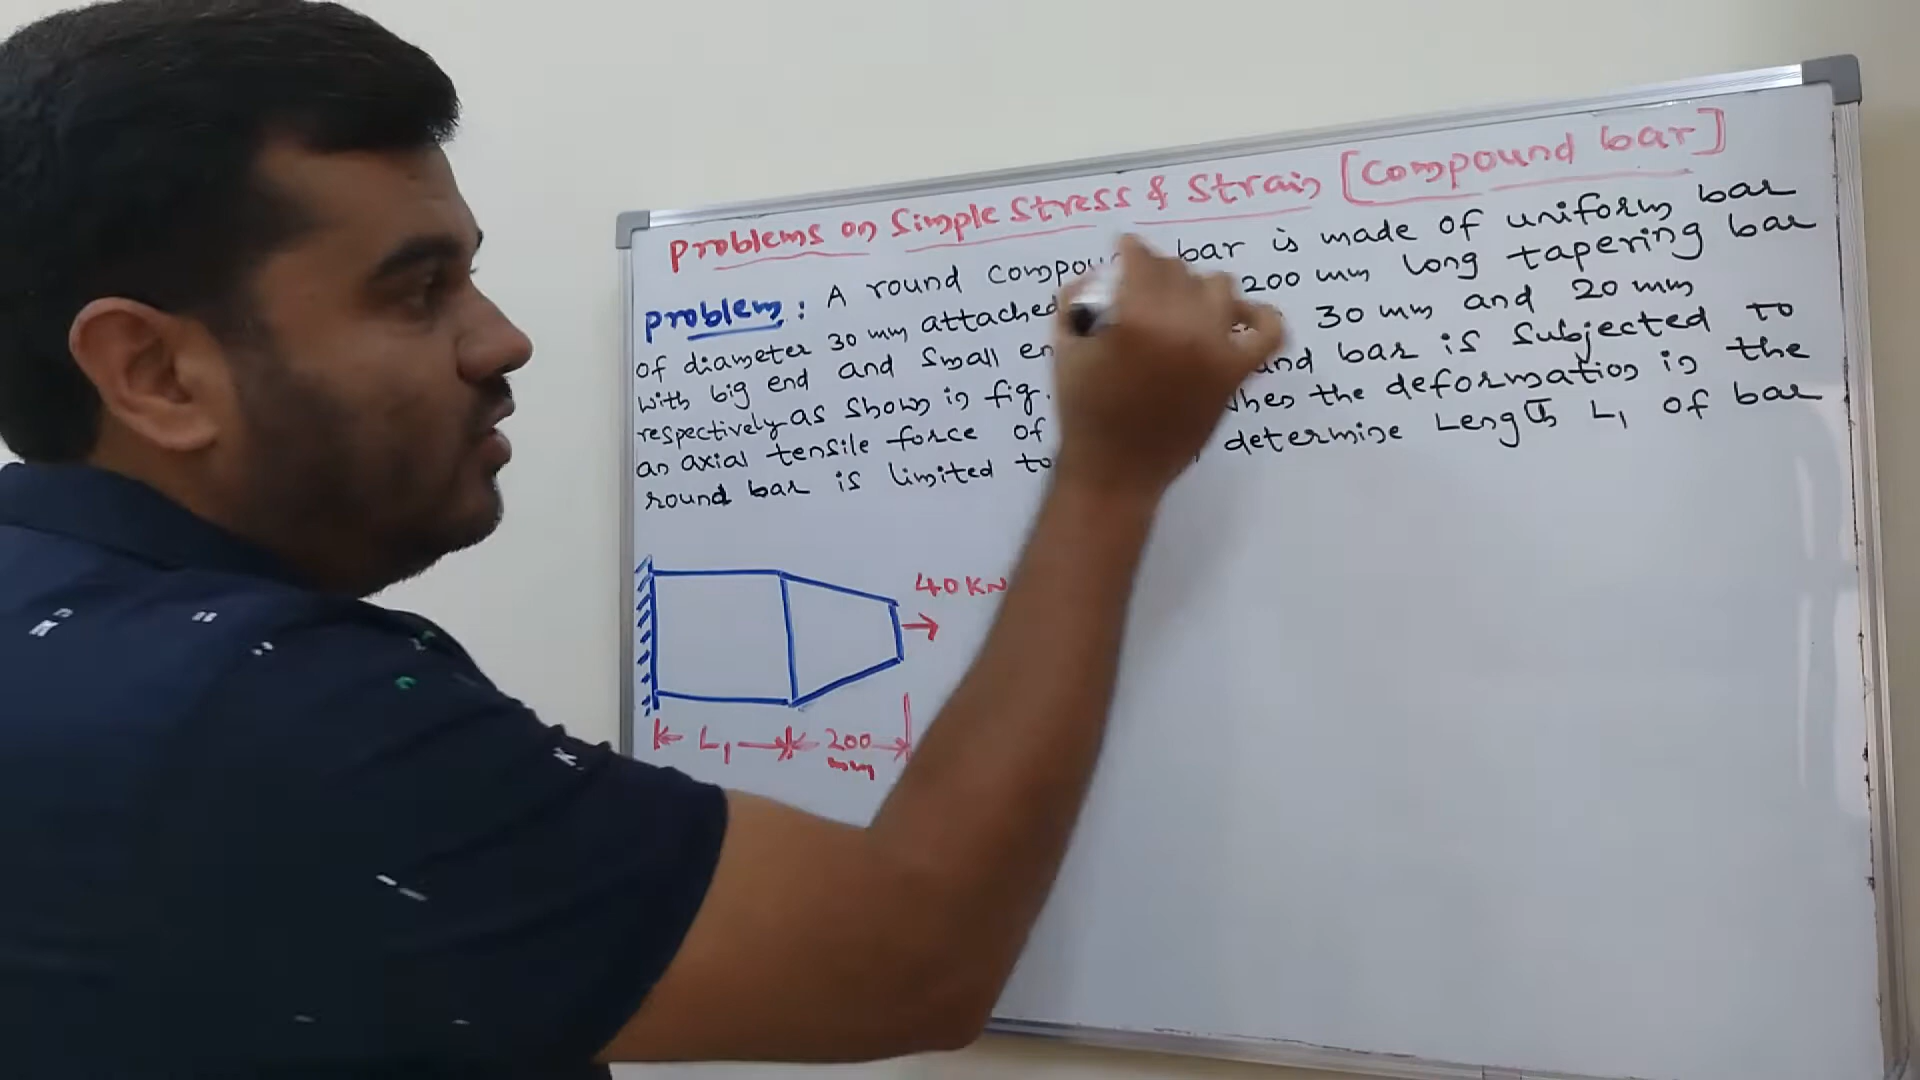 Problems on Simple Stress & Strain [Compound bar]
Problem: A round compou bar is made of uniform bar
of diameter 30 mm attached 200 mm long tapering bar
with big end and small en 30 mm and 20 mm
respectively as shown in fig. and bar is subjected to
an axial tensile force of the deformation in the
round bar is limited to determine Length L1 of bar
40 KN
L1
200
mm